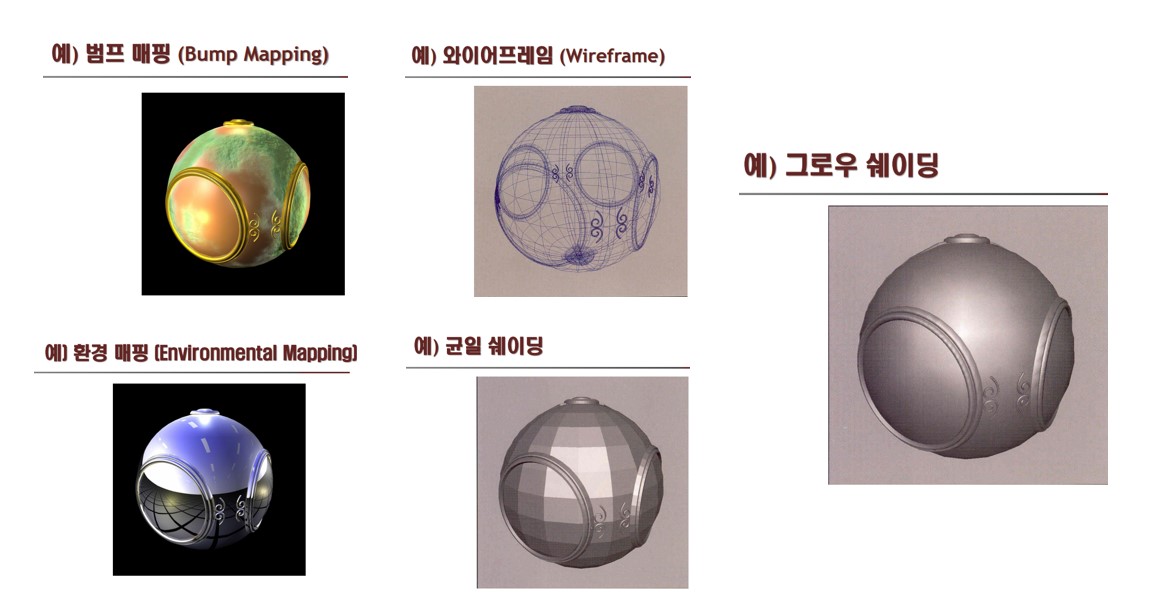 예) 범프 매핑 (Bump Mapping)
예) 와이어프레임 (Wireframe)
예) 그로우 쉐이딩
예) 환경 매핑 (Environmental Mapping)
예) 균일 쉐이딩